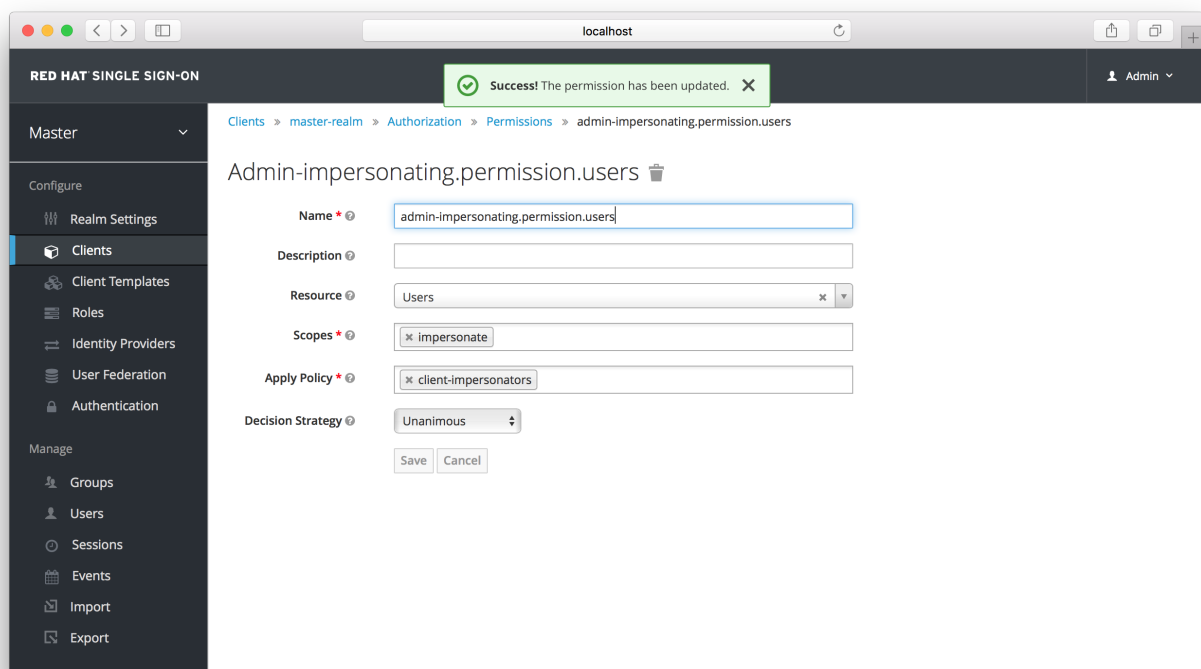 localhost
RED HAT SINGLE SIGN-ON
Success! The permission has been updated.
Admin
Master
Clients » master-realm » Authorization » Permissions » admin-impersonating.permission.users
Admin-impersonating.permission.users
Configure
Realm Settings
Clients
Client Templates
Roles
Identity Providers
User Federation
Authentication
Manage
Groups
Users
Sessions
Events
Import
Export
Name * admin-impersonating.permission.users
Description
Resource Users
Scopes * impersonate
Apply Policy * client-impersonators
Decision Strategy Unanimous
Save Cancel